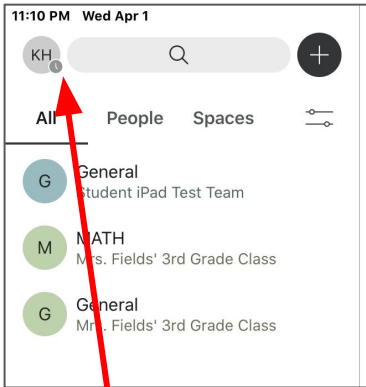 11:10 PM Wed Apr 1
KH
All People Spaces
G General
Student iPad Test Team
M MATH
Mrs. Fields' 3rd Grade Class
G General
Mrs. Fields' 3rd Grade Class